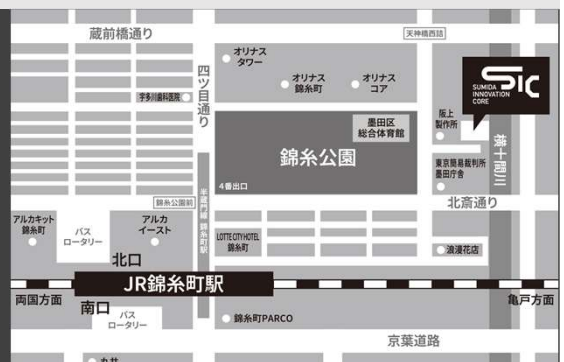 蔵前橋通り
天神橋西詰
オリナス
タワー
オリナス
錦糸町
オリナス
コア
SUMIDA
INNOVATION
CORE
SIC
四ツ目通り
宇多川歯科医院
阪上
製作所
墨田区
総合体育館
錦糸公園
横十間川
東京簡易裁判所
墨田庁舎
4番出口
半蔵門線 錦糸町駅
錦糸公園前
北斎通り
アルカキット
錦糸町
バス
ロータリー
アルカ
イースト
LOTTE CITY HOTEL
錦糸町
浪漫花店
北口
JR錦糸町駅
両国方面
亀戸方面
南口
バス
ロータリー
錦糸町PARCO
京葉道路
丸井